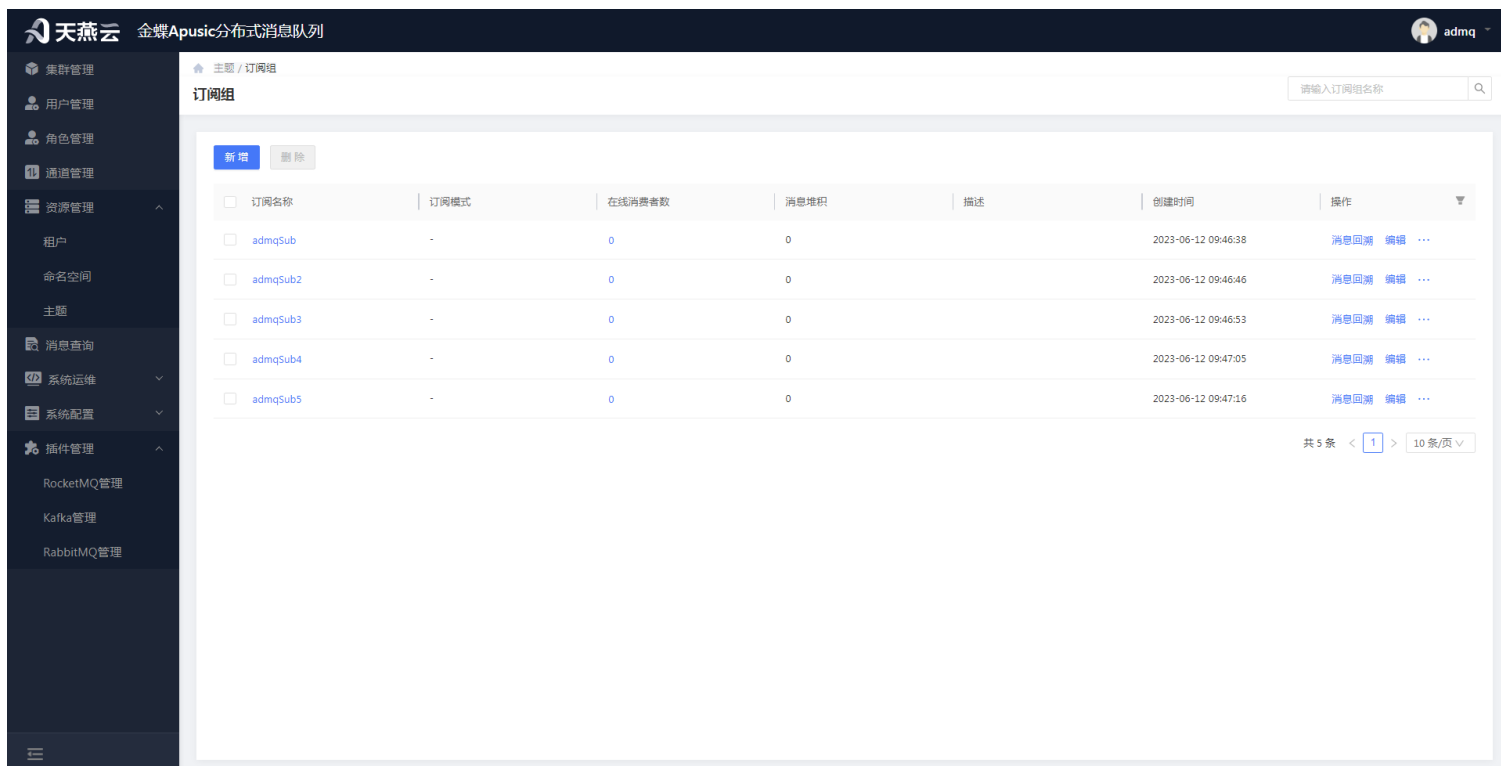 天燕云 金蝶Apusic分布式消息队列 admq
集群管理
用户管理
角色管理
通道管理
资源管理
租户
命名空间
主题
消息查询
系统运维
系统配置
插件管理
RocketMQ管理
Kafka管理
RabbitMQ管理
主题 / 订阅组
订阅组
请输入订阅组名称
新 增 删 除
订阅名称 订阅模式 在线消费者数 消息堆积 描述 创建时间 操作
admqSub - 0 0 2023-06-12 09:46:38 消息回溯 编辑 ···
admqSub2 - 0 0 2023-06-12 09:46:46 消息回溯 编辑 ···
admqSub3 - 0 0 2023-06-12 09:46:53 消息回溯 编辑 ···
admqSub4 - 0 0 2023-06-12 09:47:05 消息回溯 编辑 ···
admqSub5 - 0 0 2023-06-12 09:47:16 消息回溯 编辑 ···
共 5 条 < 1 > 10 条/页